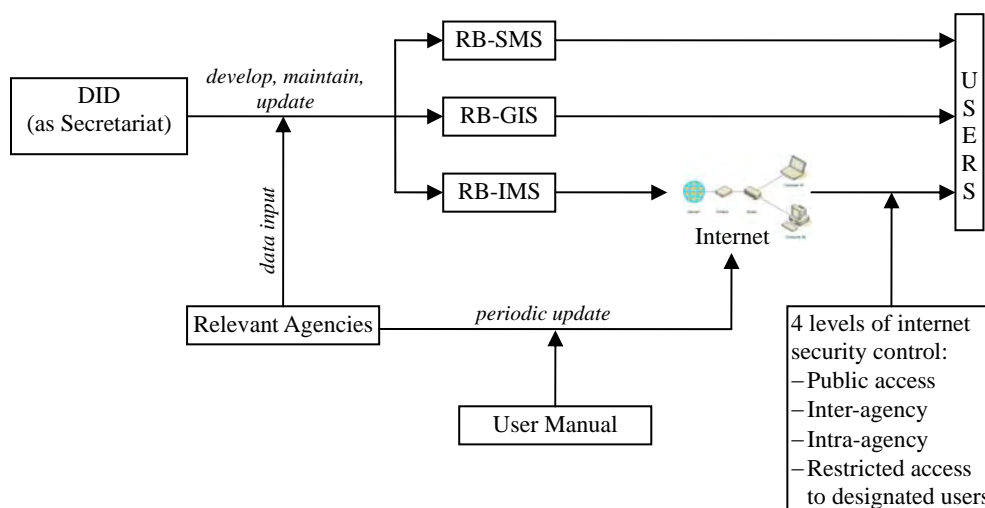 RB-SMS
develop, maintain,
update
DID
(as Secretariat)
RB-GIS
RB-IMS
Internet
U
S
E
R
S
data input
Relevant Agencies
periodic update
User Manual
4 levels of internet
security control:
–Public access
–Inter-agency
–Intra-agency
–Restricted access
to designated users